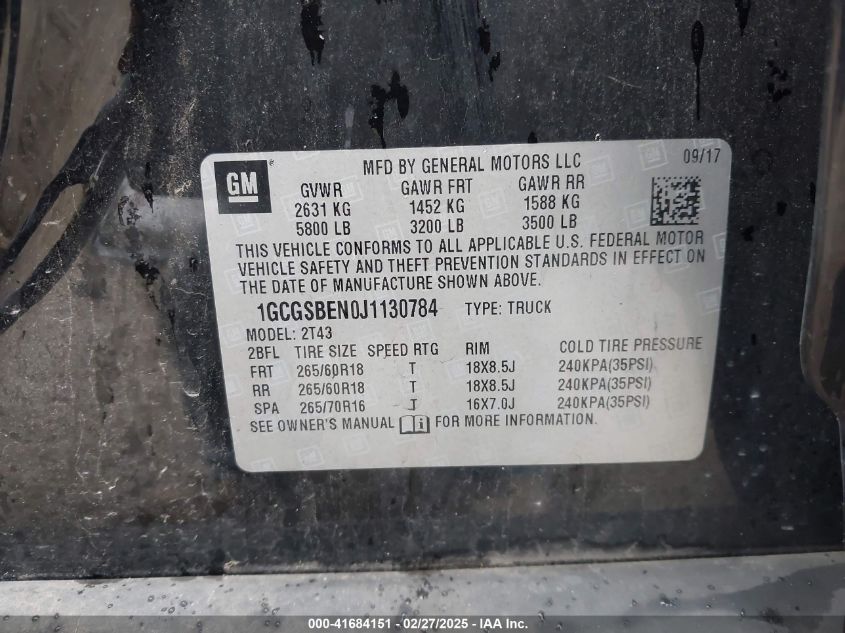 GM
MFD BY GENERAL MOTORS LLC 09/17
GVWR GAWR FRT GAWR RR
2631 KG 1452 KG 1588 KG
5800 LB 3200 LB 3500 LB
THIS VEHICLE CONFORMS TO ALL APPLICABLE U.S. FEDERAL MOTOR
VEHICLE SAFETY AND THEFT PREVENTION STANDARDS IN EFFECT ON
THE DATE OF MANUFACTURE SHOWN ABOVE.
1GCGSBEN0J1130784 TYPE: TRUCK
MODEL: 2T43
2BFL TIRE SIZE SPEED RTG RIM COLD TIRE PRESSURE
FRT 265/60R18 T 18X8.5J 240KPA(35PSI)
RR 265/60R18 T 18X8.5J 240KPA(35PSI)
SPA 265/70R16 T 16X7.0J 240KPA(35PSI)
SEE OWNER'S MANUAL FOR MORE INFORMATION.
000-41684151 - 02/27/2025 - IAA Inc.